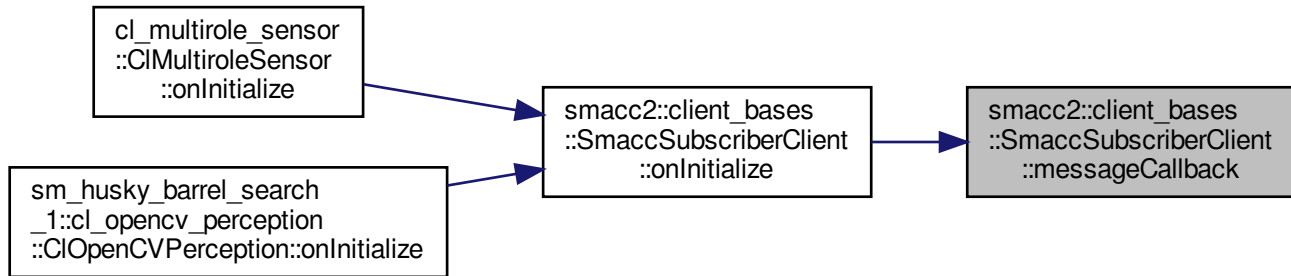 cl_multirole_sensor
::ClMultiroleSensor
::onInitialize
sm_husky_barrel_search
_1::cl_opencv_perception
::ClOpenCVPerception::onInitialize
smacc2::client_bases
::SmaccSubscriberClient
::onInitialize
smacc2::client_bases
::SmaccSubscriberClient
::messageCallback